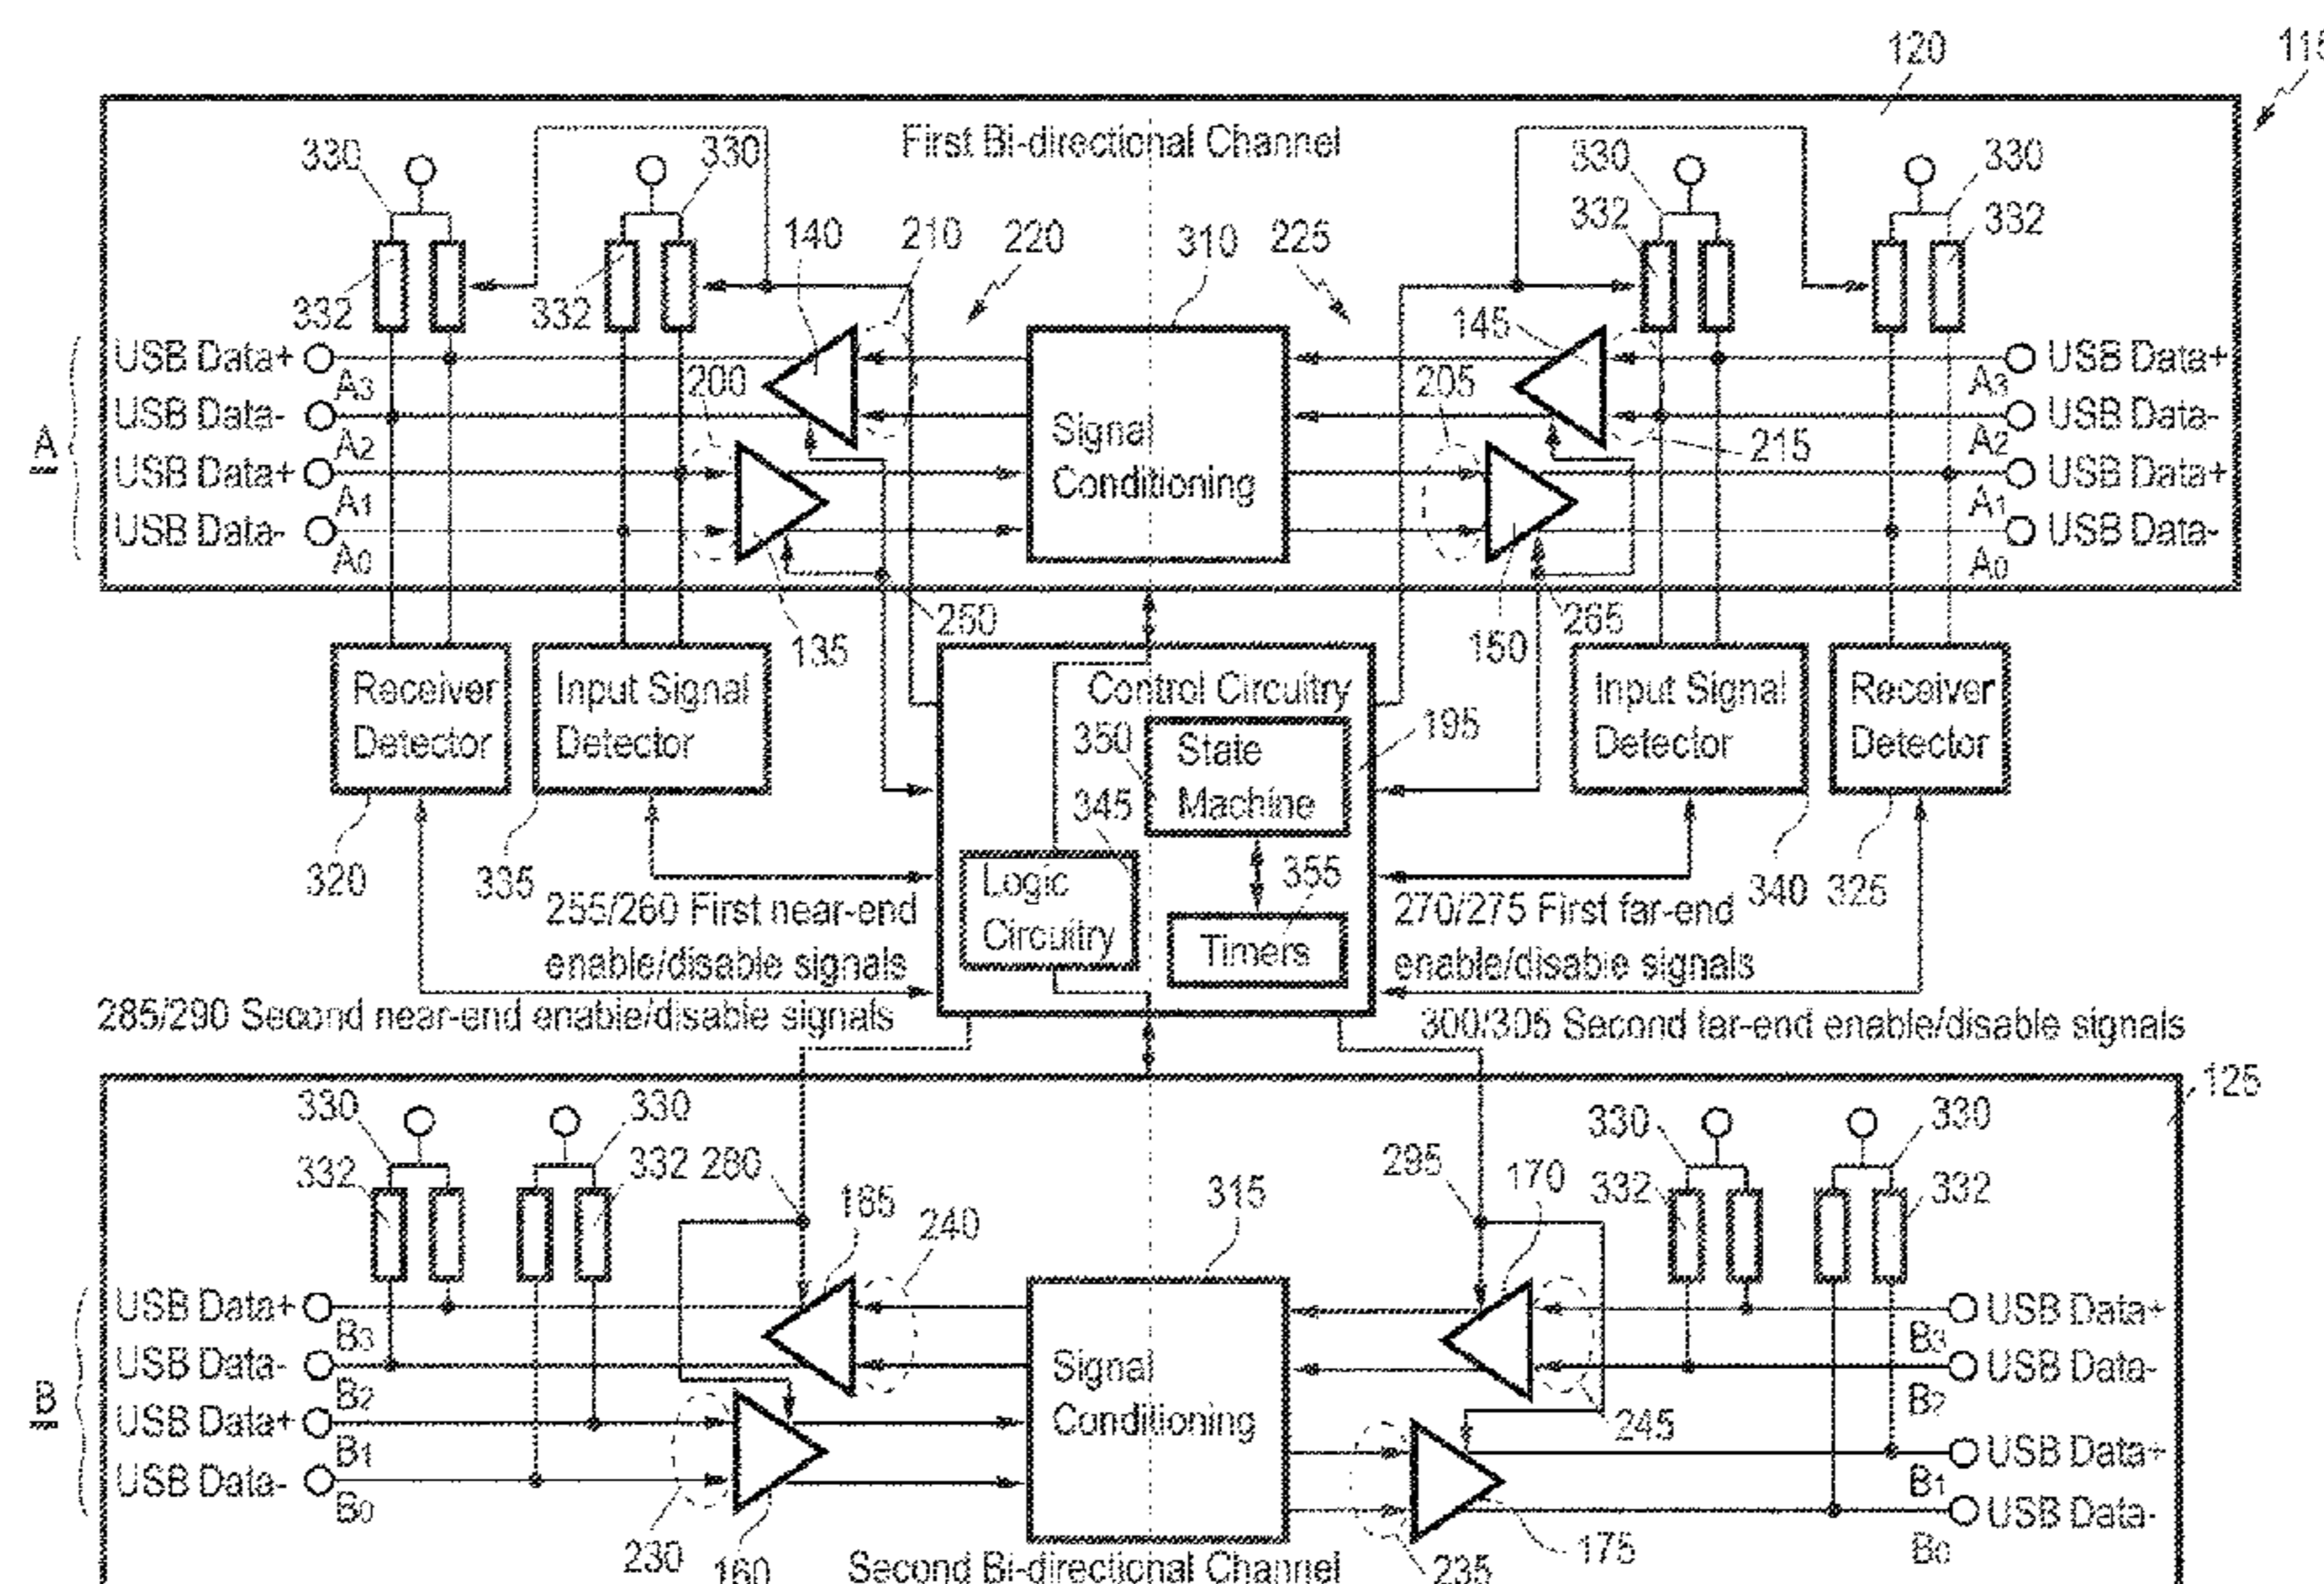 120
115
First Bi-directional Channel
330
330
330
330
332
332
140
210
220
310
225
332
332
145
USB Data+
A3
200
205
A3
USB Data+
USB Data-
A2
Signal
215
A2
USB Data-
A
USB Data+
A1
Conditioning
A1
USB Data+
USB Data-
A0
A0
USB Data-
135
250
150
265
Receiver
Detector
Input Signal
Detector
Control Circuitry
195
350
State
Machine
345
Input Signal
Detector
Receiver
Detector
320
335
Logic
Circuitry
355
Timers
340
325
255/260 First near-end
enable/disable signals
270/275 First far-end
enable/disable signals
285/290 Second near-end enable/disable signals
300/305 Second far-end enable/disable signals
125
330
330
330
330
332
332
280
165
240
315
295
170
332
332
USB Data+
B3
B3
USB Data+
USB Data-
B2
Signal
B2
USB Data-
B
USB Data+
B1
Conditioning
245
B1
USB Data+
USB Data-
B0
B0
USB Data-
230
160
235
175
Second Bi-directional Channel